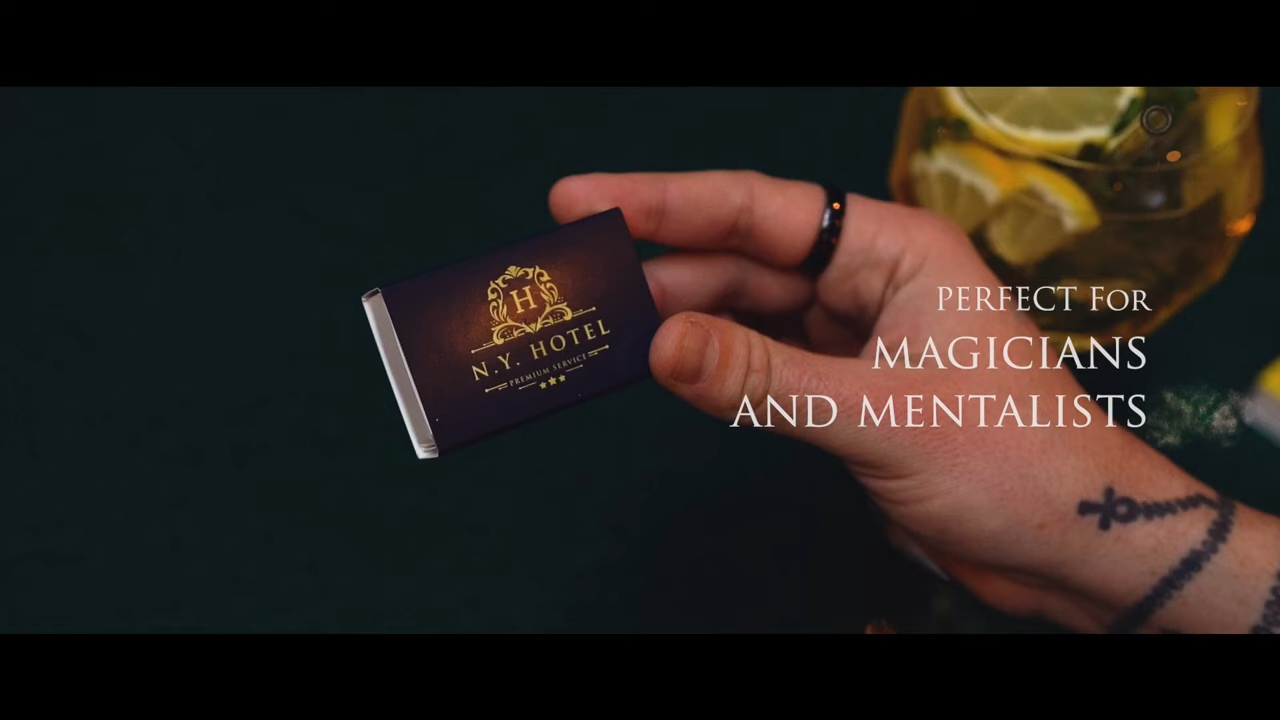 H
N.Y. HOTEL
PREMIUM SERVICE
PERFECT FOR
MAGICIANS
AND MENTALISTS